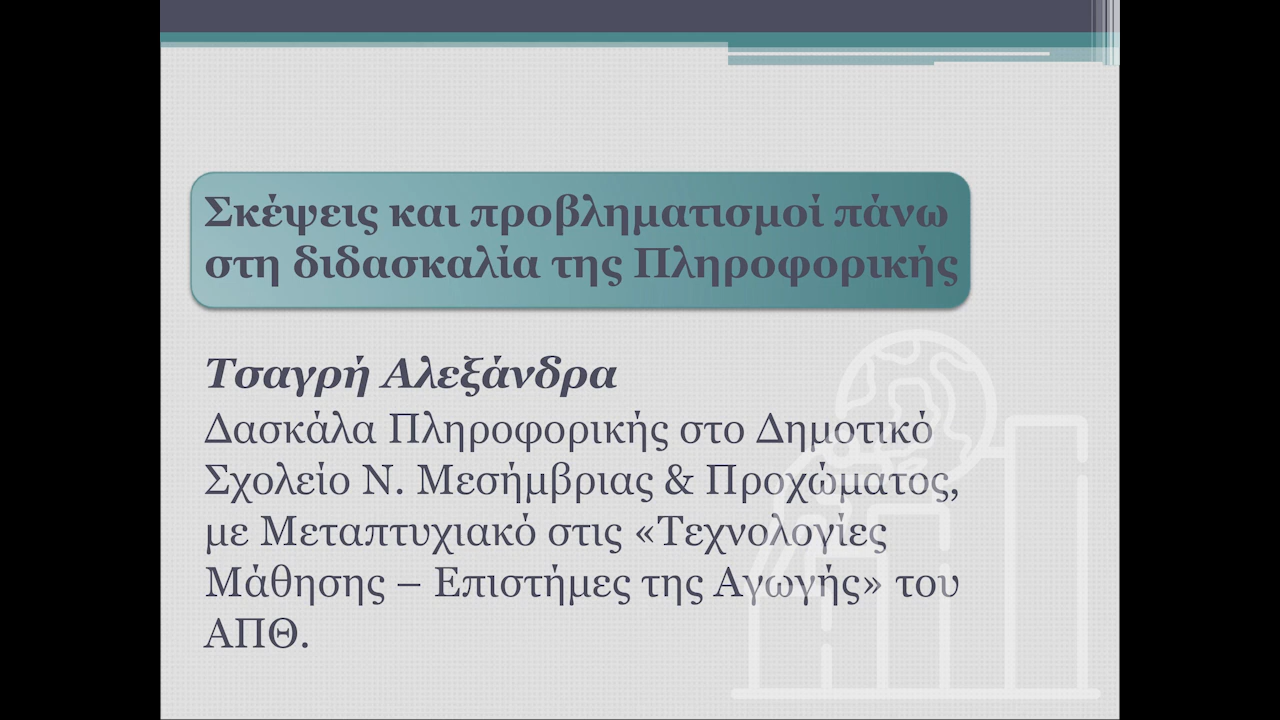 Σκέψεις και προβληματισμοί πάνω
στη διδασκαλία της Πληροφορικής
Τσαγρή Αλεξάνδρα
Δασκάλα Πληροφορικής στο Δημοτικό
Σχολείο Ν. Μεσήμβριας & Προχώματος,
με Μεταπτυχιακό στις «Τεχνολογίες
Μάθησης – Επιστήμες της Αγωγής» του
ΑΠΘ.